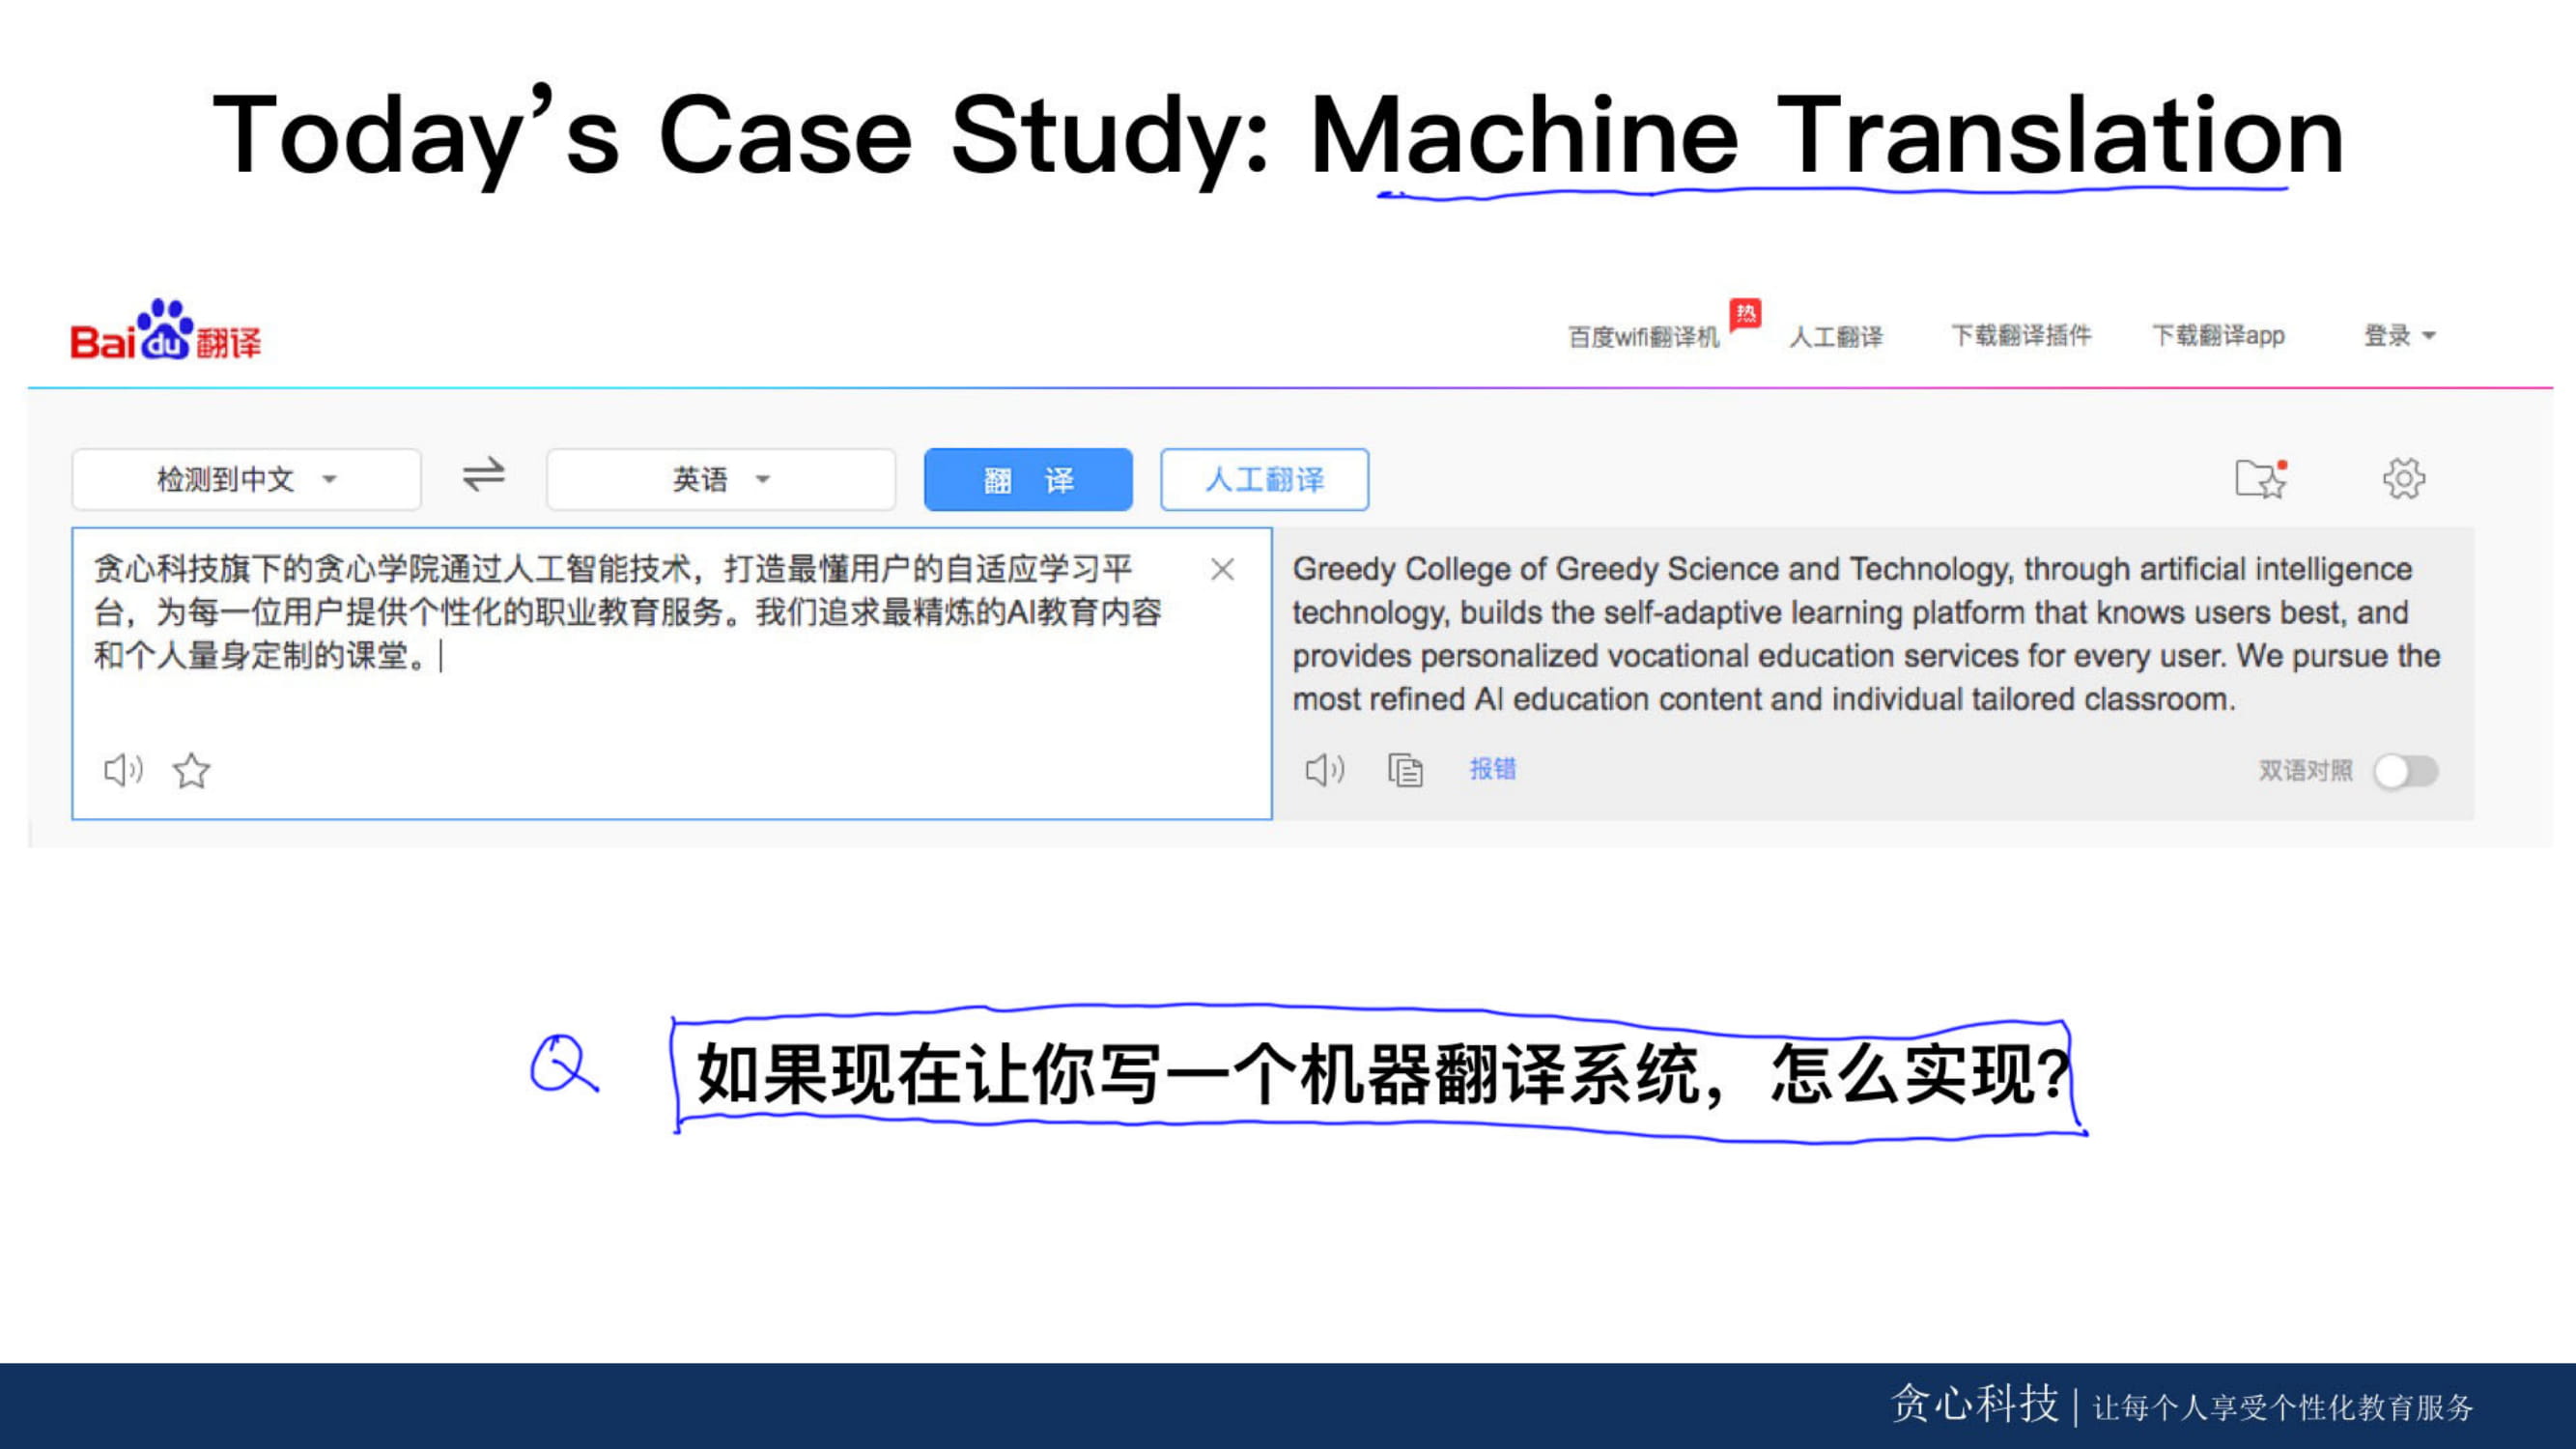 Today’s Case Study: Machine Translation
Baidu翻译
百度wifi翻译机 热 人工翻译 下载翻译插件 下载翻译app 登录
检测到中文 英语 翻 译 人工翻译
贪心科技旗下的贪心学院通过人工智能技术，打造最懂用户的自适应学习平
台，为每一位用户提供个性化的职业教育服务。我们追求最精炼的AI教育内容
和个人量身定制的课堂。
Greedy College of Greedy Science and Technology, through artificial intelligence
technology, builds the self-adaptive learning platform that knows users best, and
provides personalized vocational education services for every user. We pursue the
most refined AI education content and individual tailored classroom.
报错 双语对照
Q 如果现在让你写一个机器翻译系统，怎么实现?
贪心科技 | 让每个人享受个性化教育服务